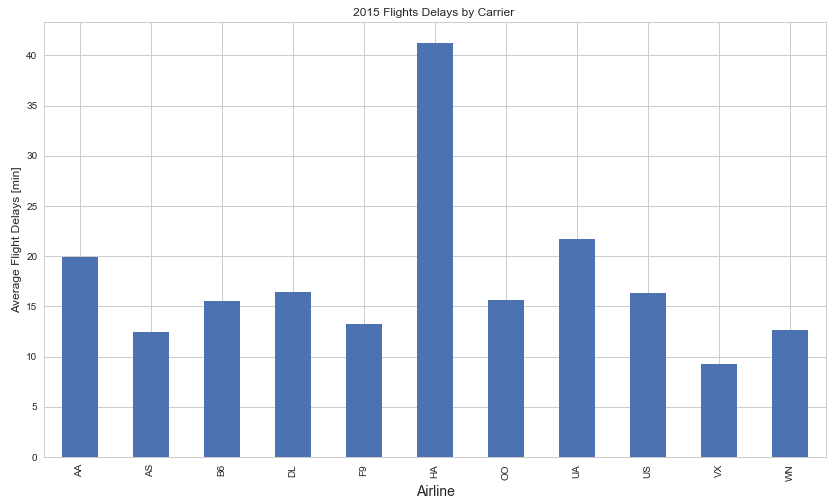 2015 Flights Delays by Carrier
Average Flight Delays [min]
40
35
30
25
20
15
10
5
0
AA
AS
B6
DL
F9
HA
OO
UA
US
VX
WN
Airline